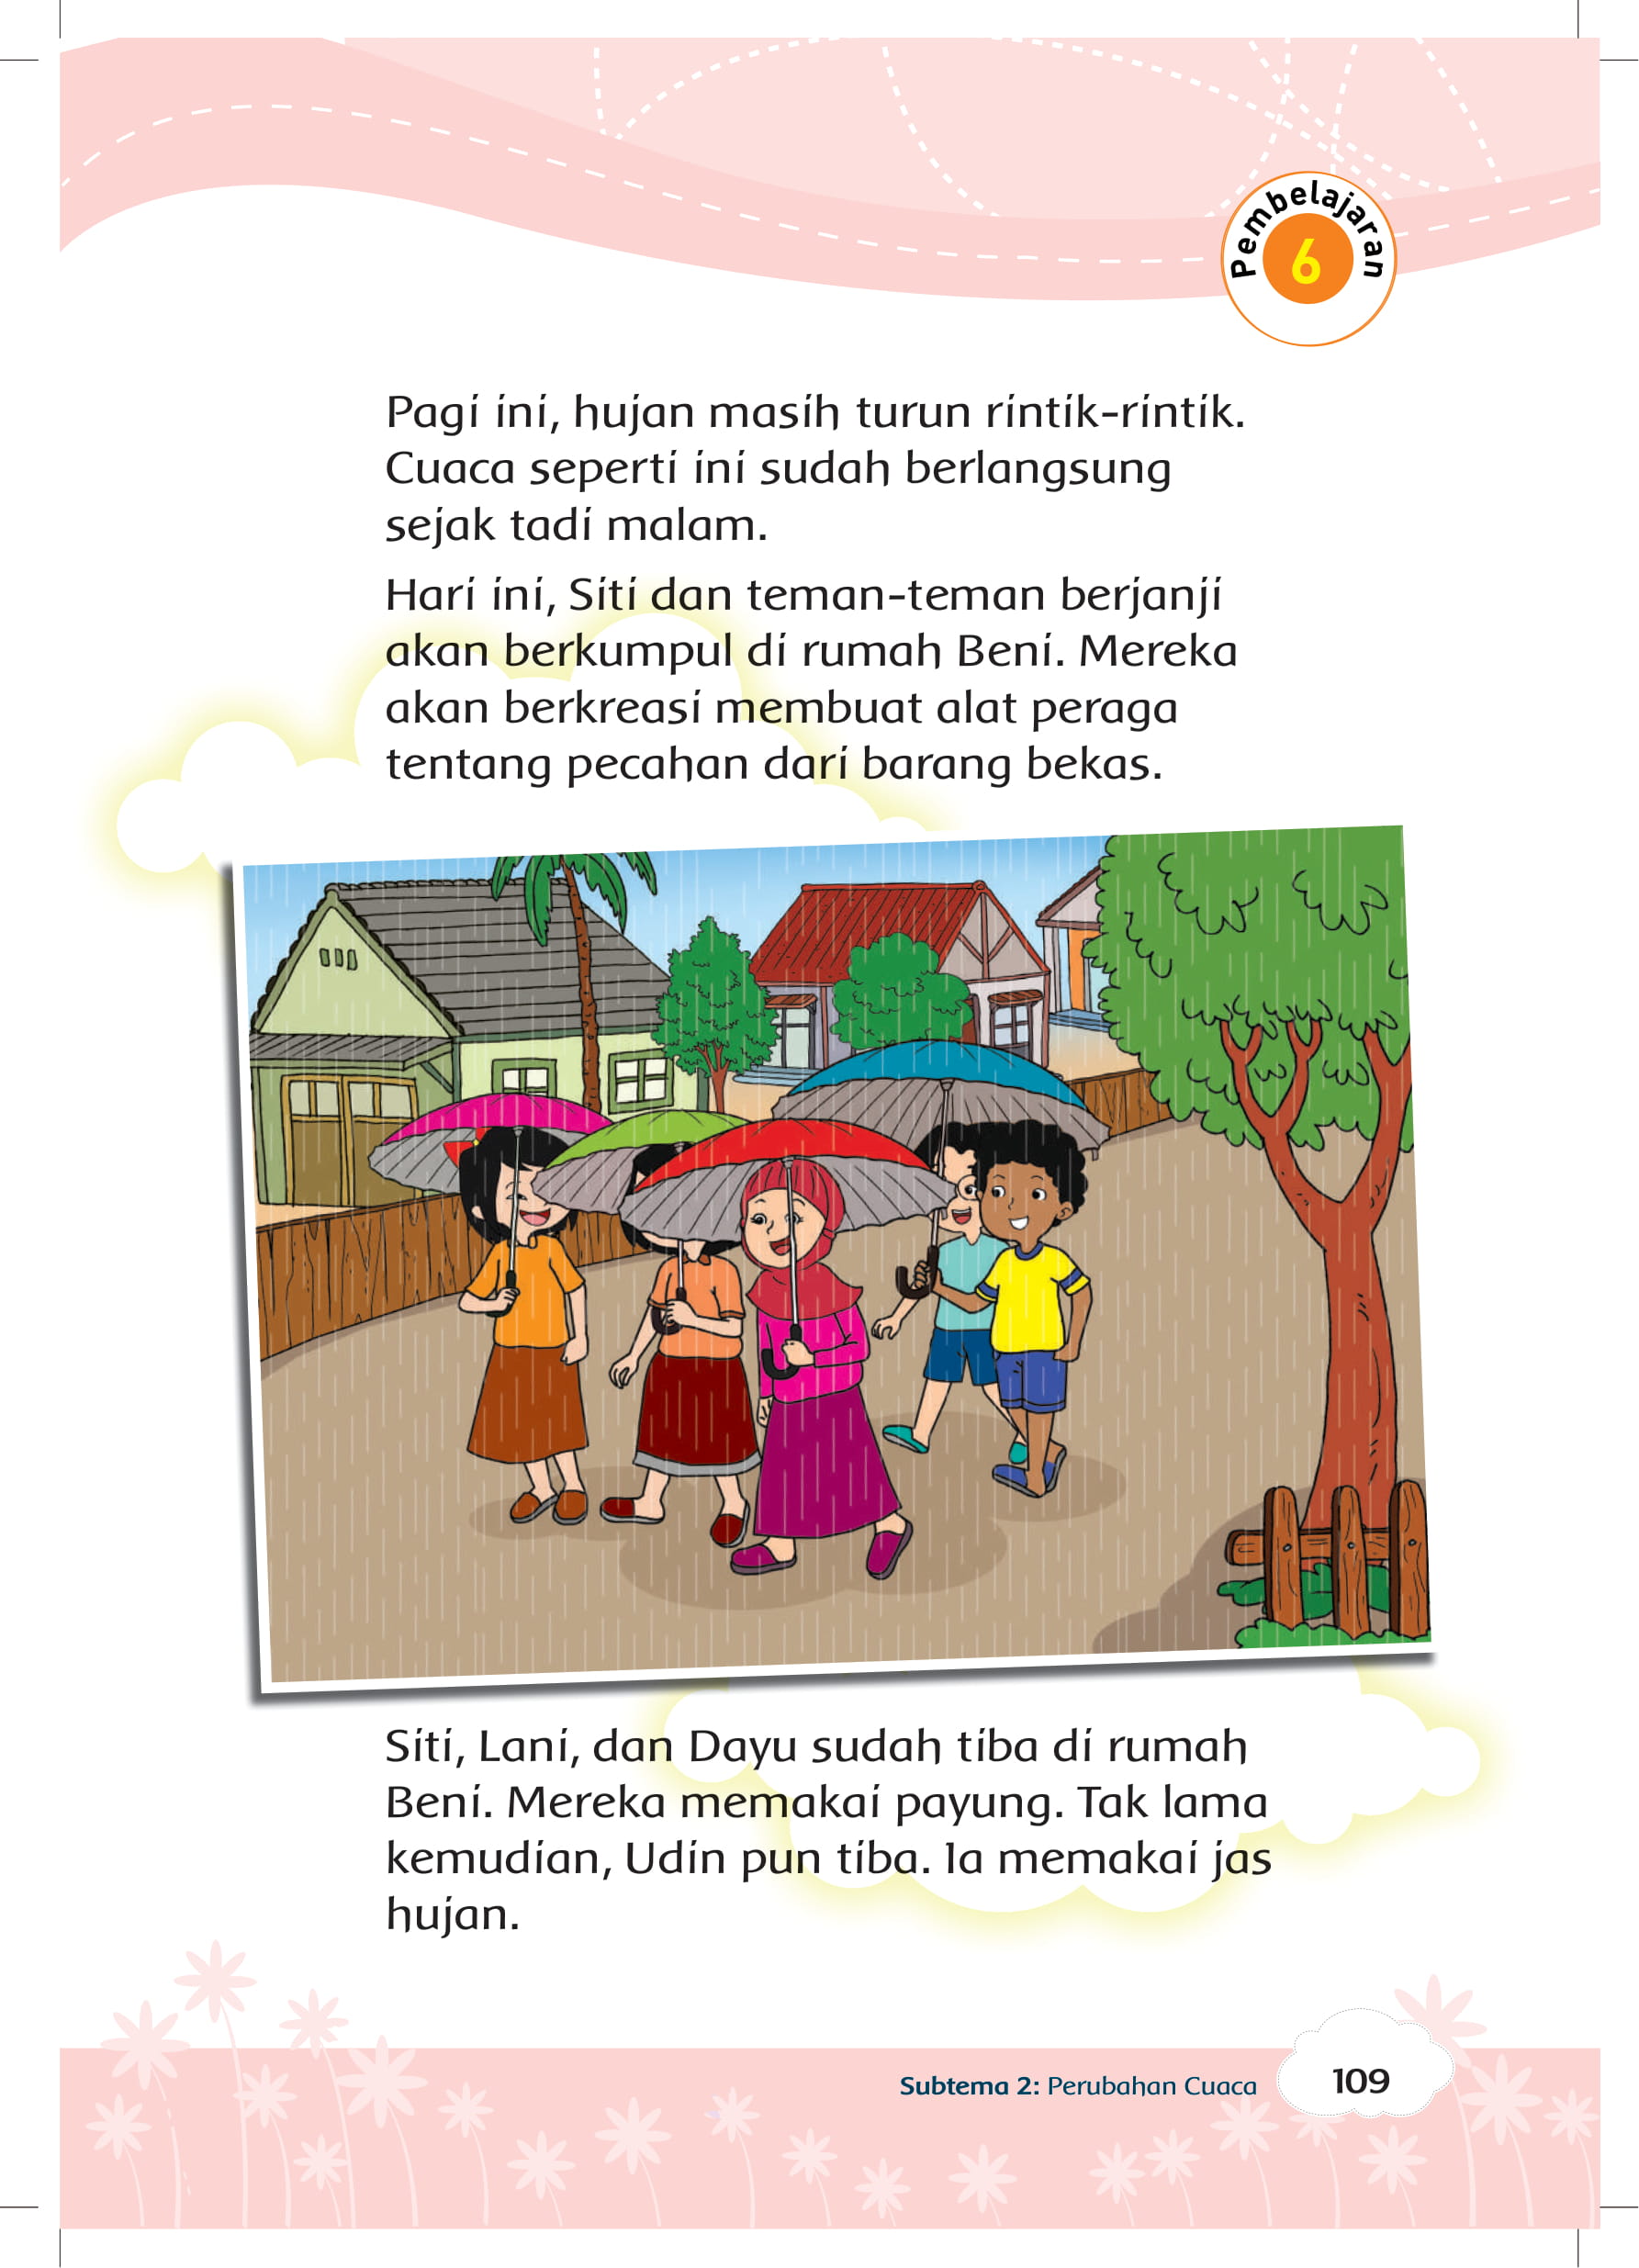 Pembelajaran
6
Pagi ini, hujan masih turun rintik-rintik.
Cuaca seperti ini sudah berlangsung
sejak tadi malam.
Hari ini, Siti dan teman-teman berjanji
akan berkumpul di rumah Beni. Mereka
akan berkreasi membuat alat peraga
tentang pecahan dari barang bekas.
Siti, Lani, dan Dayu sudah tiba di rumah
Beni. Mereka memakai payung. Tak lama
kemudian, Udin pun tiba. Ia memakai jas
hujan.
Subtema 2: Perubahan Cuaca
109